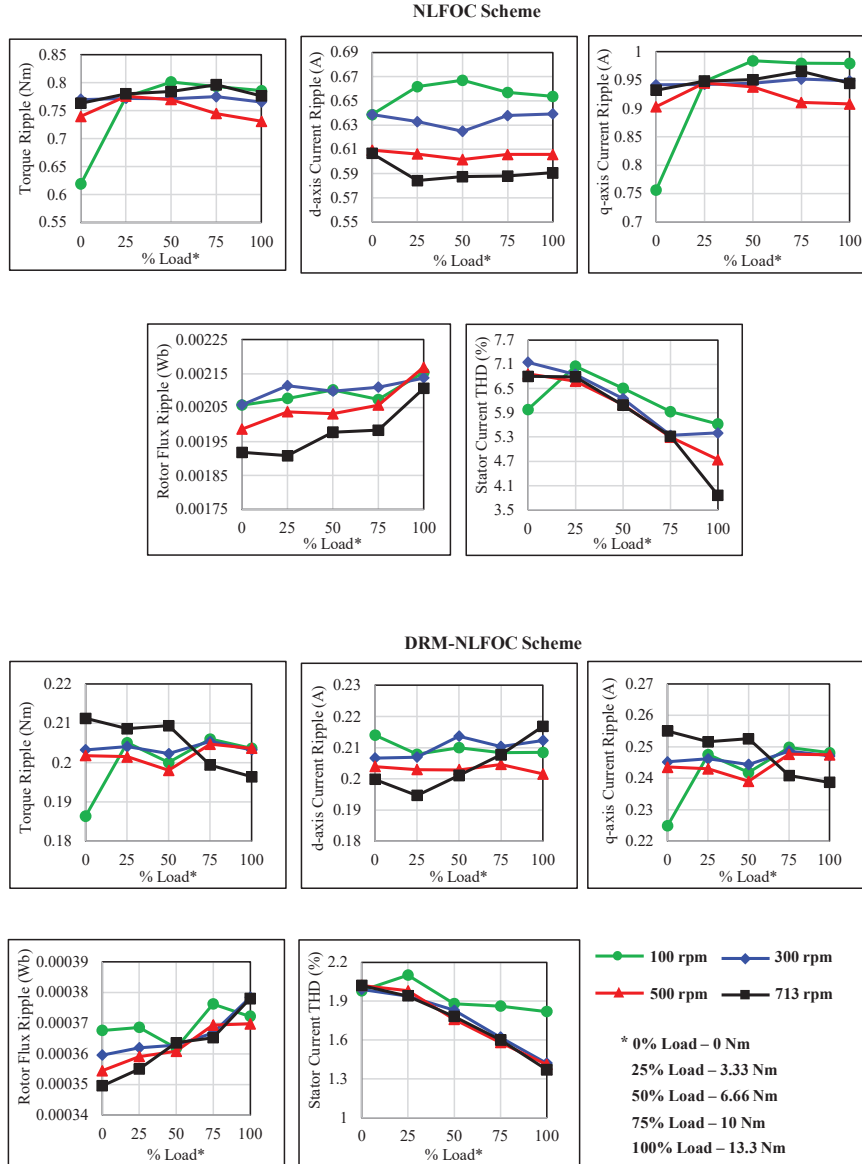 NLFOC Scheme
Torque Ripple (Nm)
0.85
0.8
0.75
0.7
0.65
0.6
0.55
0 25 50 75 100
% Load*
d-axis Current Ripple (A)
0.69
0.67
0.65
0.63
0.61
0.59
0.57
0.55
0 25 50 75 100
% Load*
q-axis Current Ripple (A)
1
0.95
0.9
0.85
0.8
0.75
0.7
0 25 50 75 100
% Load*
Rotor Flux Ripple (Wb)
0.00225
0.00215
0.00205
0.00195
0.00185
0.00175
0 25 50 75 100
% Load*
Stator Current THD (%)
7.7
7.1
6.5
5.9
5.3
4.7
4.1
3.5
0 25 50 75 100
% Load*
DRM-NLFOC Scheme
Torque Ripple (Nm)
0.22
0.21
0.2
0.19
0.18
0 25 50 75 100
% Load*
d-axis Current Ripple (A)
0.23
0.22
0.21
0.2
0.19
0.18
0 25 50 75 100
% Load*
q-axis Current Ripple (A)
0.27
0.26
0.25
0.24
0.23
0.22
0 25 50 75 100
% Load*
Rotor Flux Ripple (Wb)
0.00039
0.00038
0.00037
0.00036
0.00035
0.00034
0 25 50 75 100
% Load*
Stator Current THD (%)
2.2
1.9
1.6
1.3
1
0 25 50 75 100
% Load*
100 rpm 300 rpm
500 rpm 713 rpm
* 0% Load – 0 Nm
25% Load – 3.33 Nm
50% Load – 6.66 Nm
75% Load – 10 Nm
100% Load – 13.3 Nm